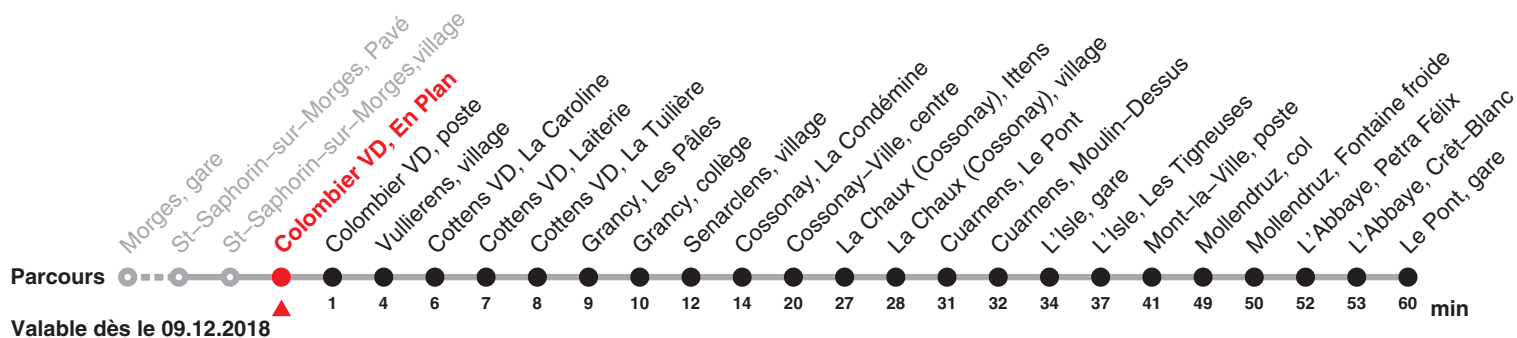 Morges, gare
St–Saphorin–sur–Morges, Pavé
St–Saphorin–sur–Morges,village
Colombier VD, En Plan
Colombier VD, poste
Vullierens, village
Cottens VD, La Caroline
Cottens VD, Laiterie
Cottens VD, La Tuilière
Grancy, Les Pâles
Grancy, collège
Senarclens, village
Cossonay, La Condémine
Cossonay–Ville, centre
La Chaux (Cossonay), Ittens
La Chaux (Cossonay), village
Cuarnens, Le Pont
Cuarnens, Moulin–Dessus
L'Isle, gare
L'Isle, Les Tigneuses
Mont–la–Ville, poste
Mollendruz, col
Mollendruz, Fontaine froide
L'Abbaye, Petra Félix
L'Abbaye, Crêt–Blanc
Le Pont, gare
Parcours
1 4 6 7 8 9 10 12 14 20 27 28 31 32 34 37 41 49 50 52 53 60 min
Valable dès le 09.12.2018